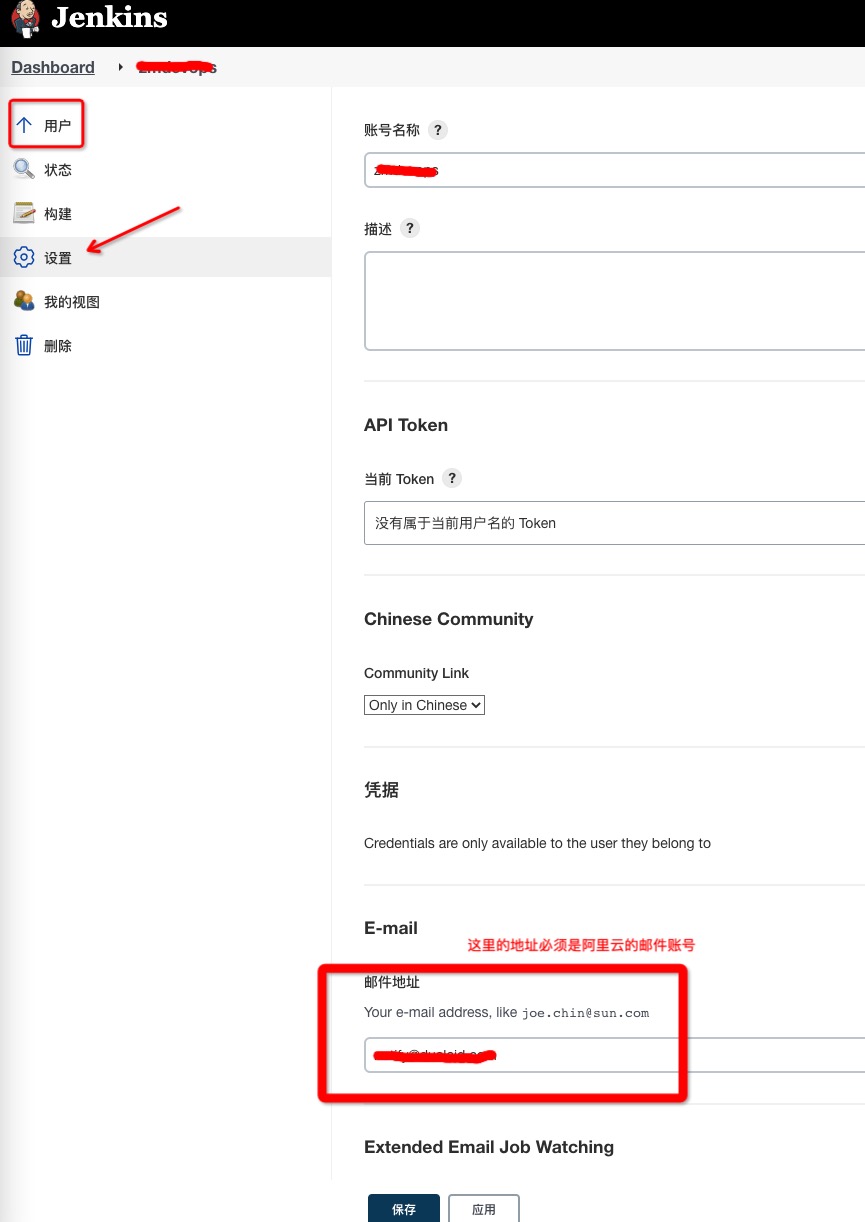 Jenkins
Dashboard
用户
状态
构建
设置
我的视图
删除
账号名称 ?
描述 ?
API Token
当前 Token ?
没有属于当前用户名的 Token
Chinese Community
Community Link
Only in Chinese
凭据
Credentials are only available to the user they belong to
E-mail
这里的地址必须是阿里云的邮件账号
邮件地址
Your e-mail address, like joe.chin@sun.com
Extended Email Job Watching
保存
应用